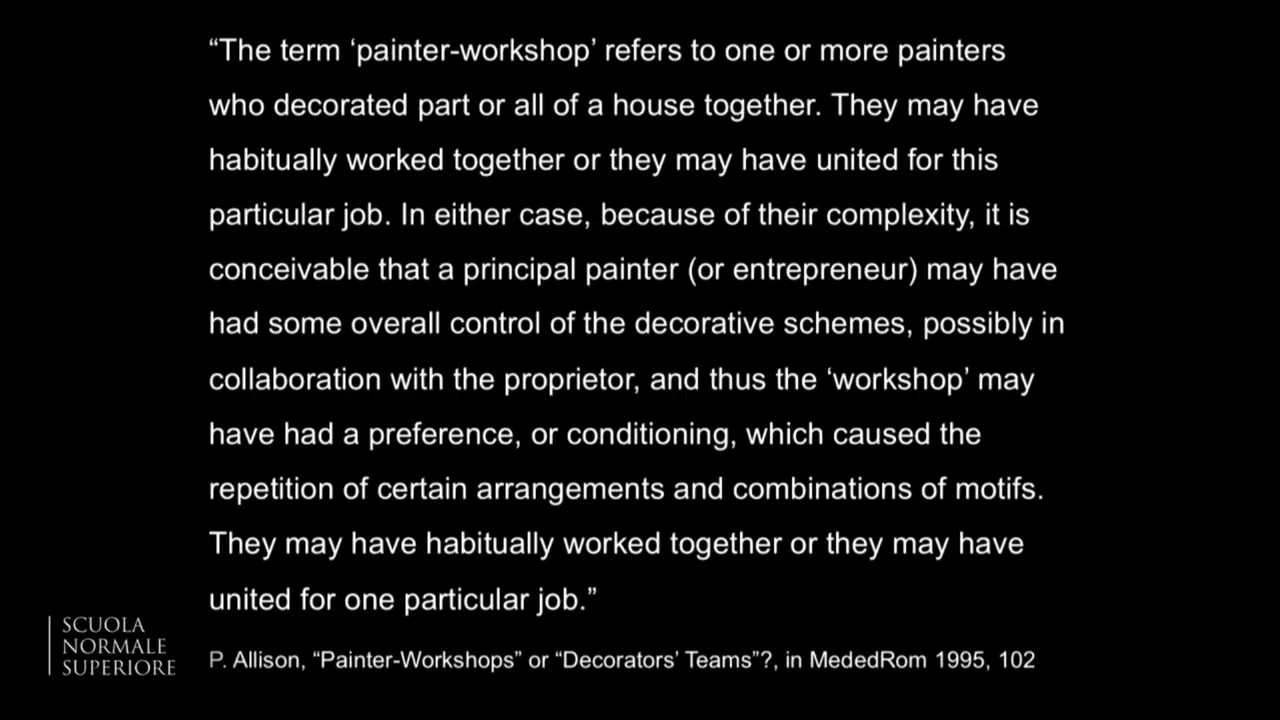 “The term ‘painter-workshop’ refers to one or more painters
who decorated part or all of a house together. They may have
habitually worked together or they may have united for this
particular job. In either case, because of their complexity, it is
conceivable that a principal painter (or entrepreneur) may have
had some overall control of the decorative schemes, possibly in
collaboration with the proprietor, and thus the ‘workshop’ may
have had a preference, or conditioning, which caused the
repetition of certain arrangements and combinations of motifs.
They may have habitually worked together or they may have
united for one particular job.”
SCUOLA
NORMALE
SUPERIORE
P. Allison, “Painter-Workshops” or “Decorators’ Teams”?, in MededRom 1995, 102